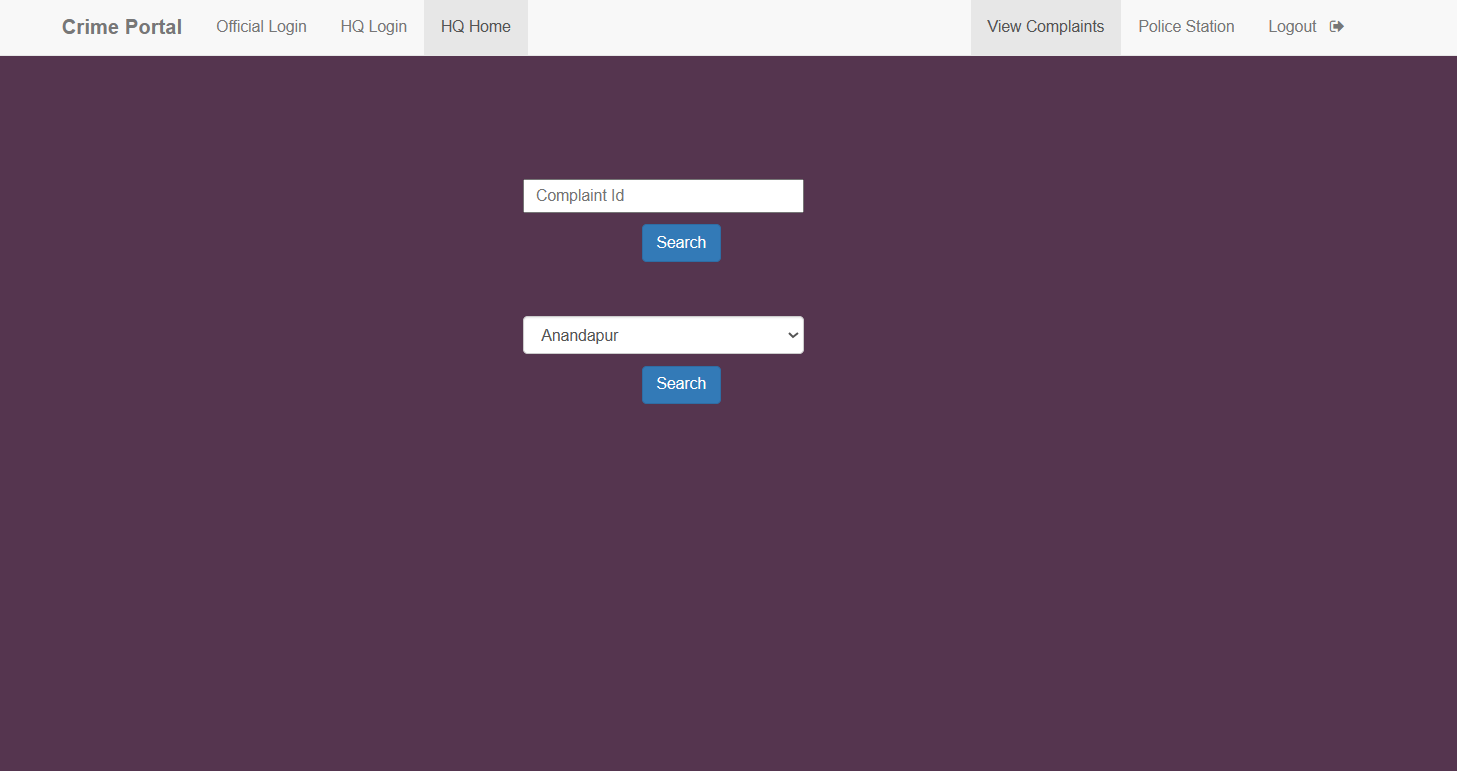 Crime Portal Official Login HQ Login HQ Home View Complaints Police Station Logout
Complaint Id
Search
Anandapur
Search